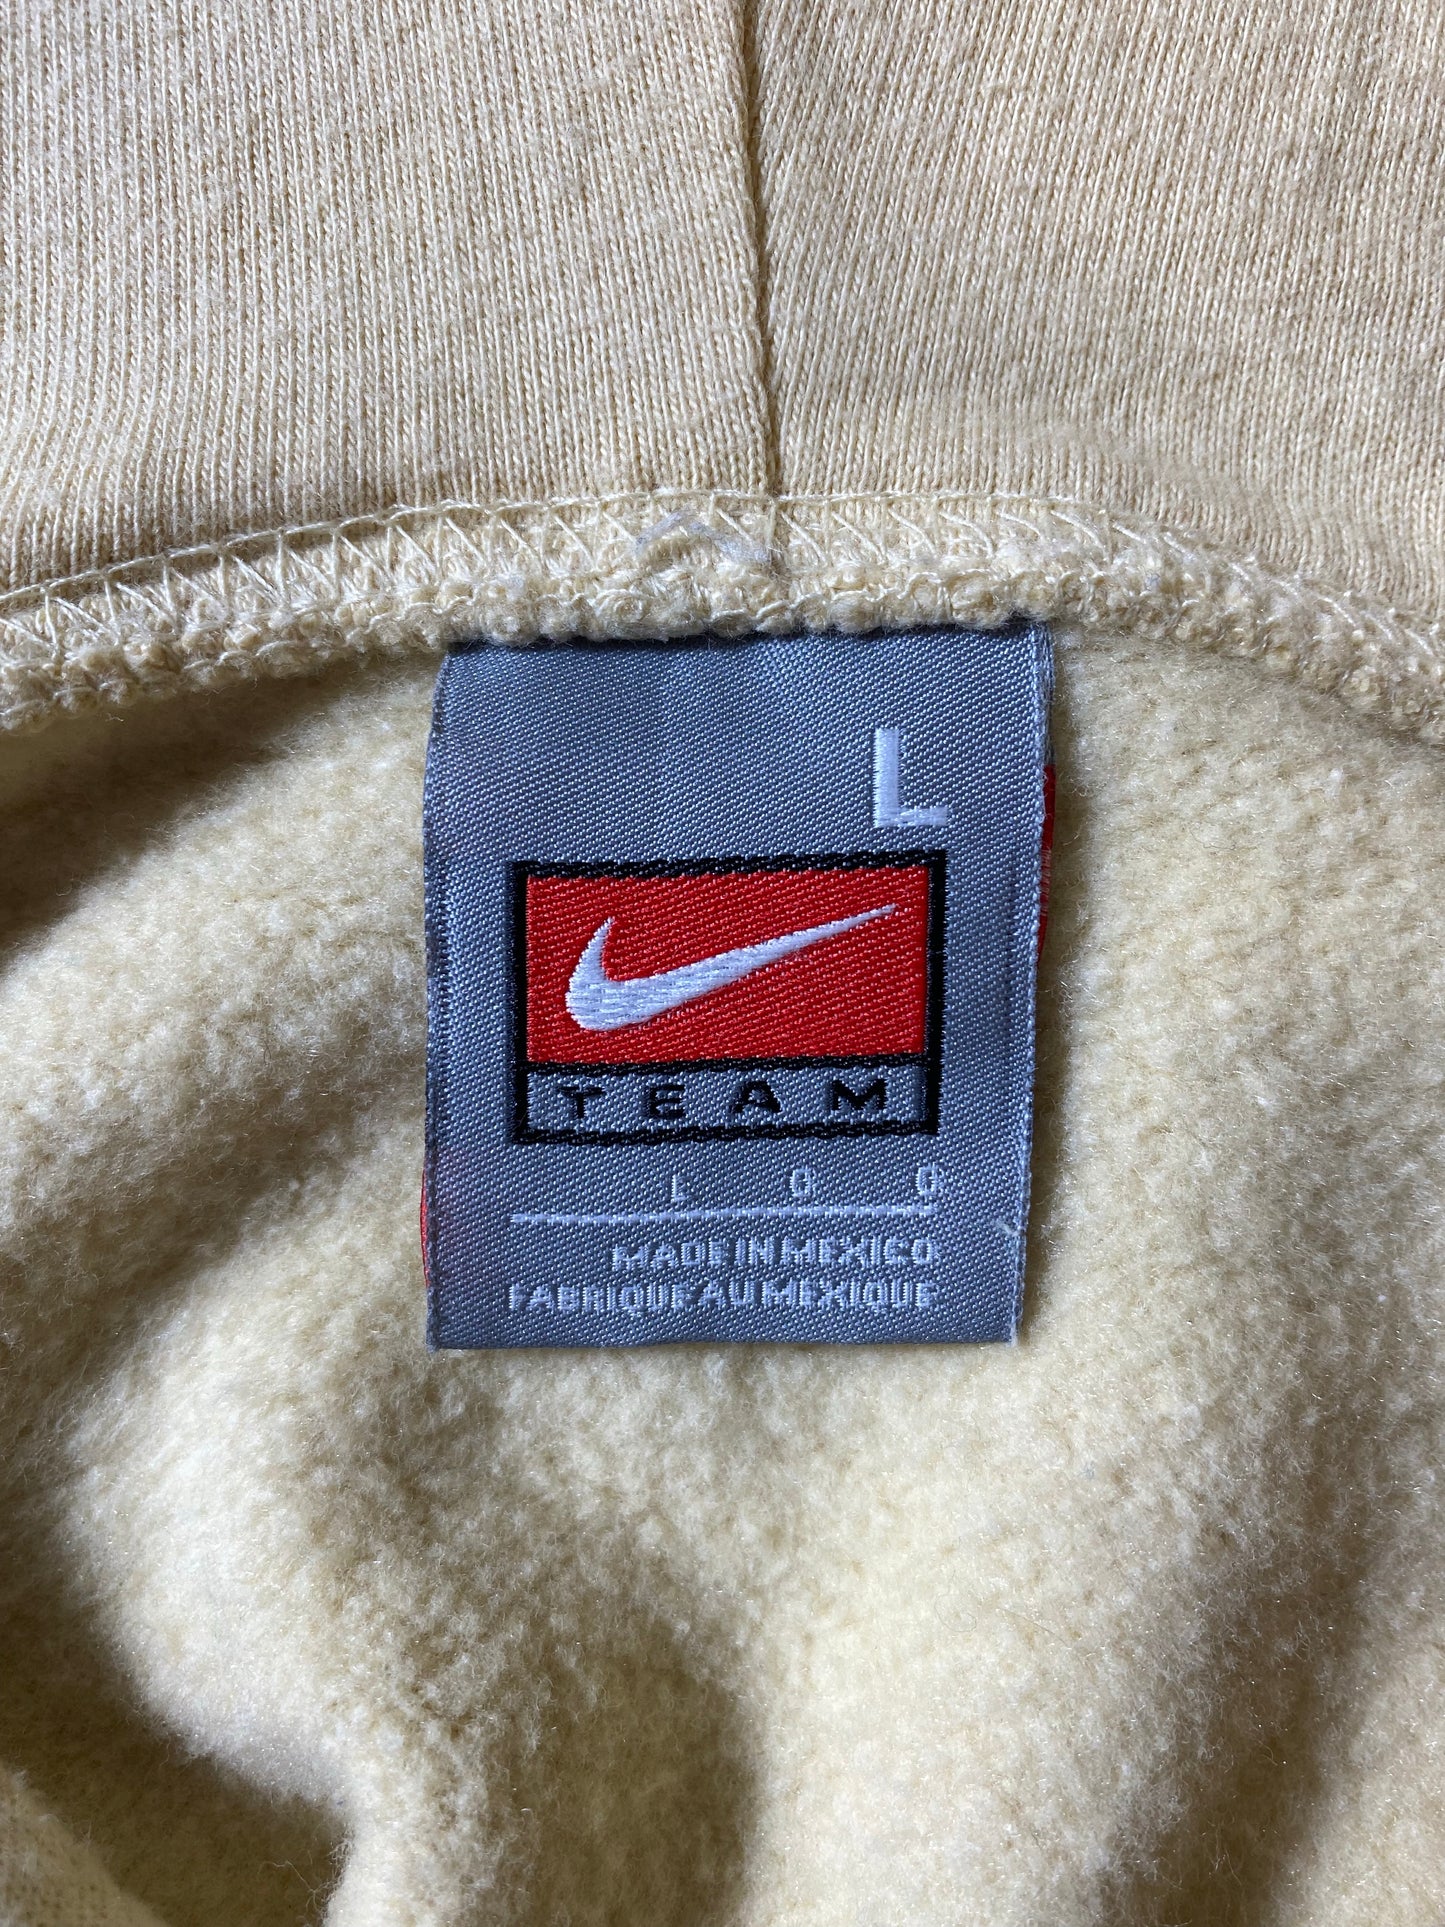 L
TEAM
L G G
MADE IN MEXICO
FABRIQUE AU MEXIQUE